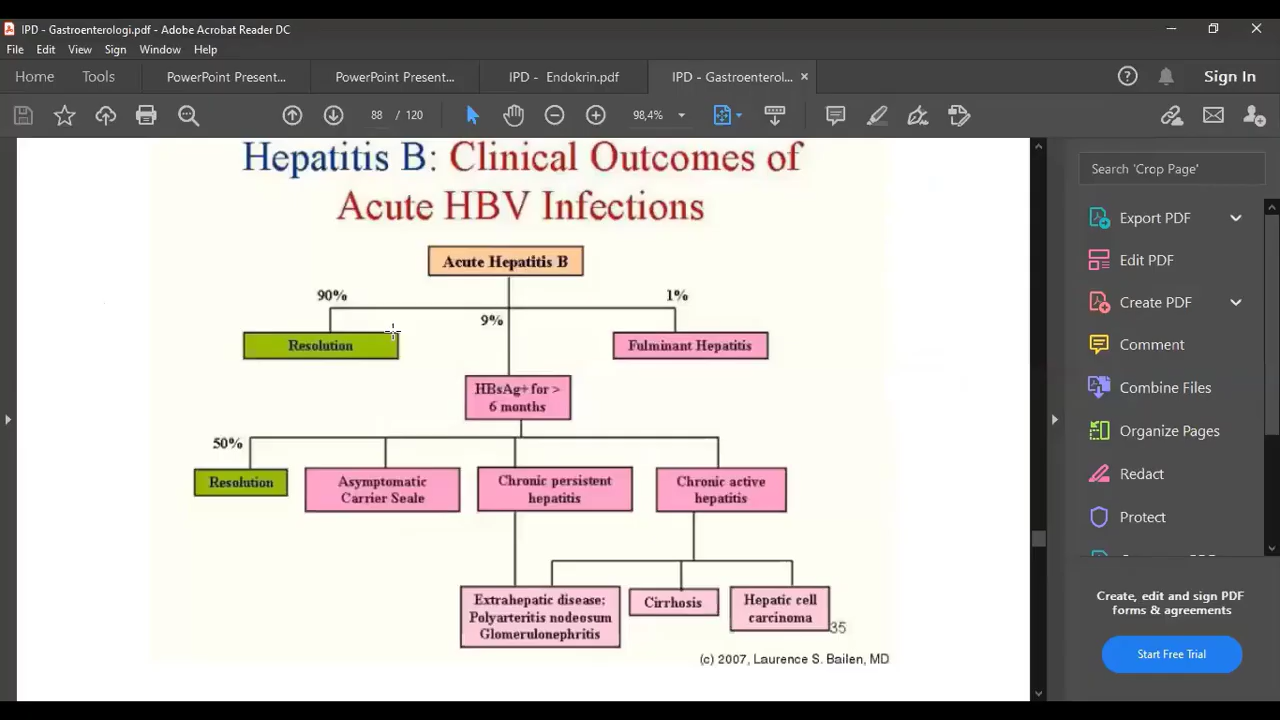 IPD - Gastroenterologi.pdf - Adobe Acrobat Reader DC
File Edit View Sign Window Help
Home Tools PowerPoint Present... PowerPoint Present... IPD - Endokrin.pdf IPD - Gastroenterol... × Sign In
88 / 120 98,4%
Hepatitis B: Clinical Outcomes of
Acute HBV Infections
Acute Hepatitis B
90% 1%
9%
Resolution Fulminant Hepatitis
HBsAg+ for >
6 months
50%
Resolution
Asymptomatic
Carrier Seale
Chronic persistent
hepatitis
Chronic active
hepatitis
Extrahepatic disease:
Polyarteritis nodeosum
Glomerulonephritis
Cirrhosis
Hepatic cell
carcinoma
35
(c) 2007, Laurence S. Bailen, MD
Search 'Crop Page'
Export PDF
Edit PDF
Create PDF
Comment
Combine Files
Organize Pages
Redact
Protect
Create, edit and sign PDF
forms & agreements
Start Free Trial